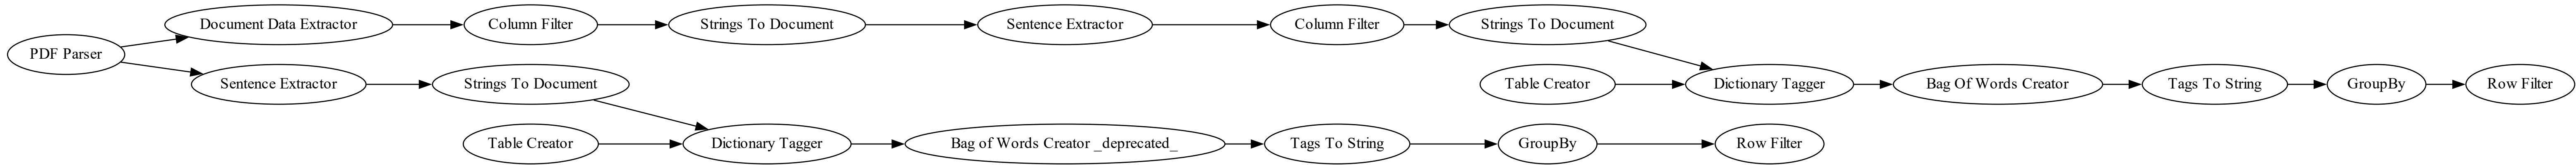 Document Data Extractor
Column Filter
Strings To Document
Sentence Extractor
Column Filter
Strings To Document
PDF Parser
Sentence Extractor
Strings To Document
Table Creator
Dictionary Tagger
Bag Of Words Creator
Tags To String
GroupBy
Row Filter
Table Creator
Dictionary Tagger
Bag of Words Creator _deprecated_
Tags To String
GroupBy
Row Filter